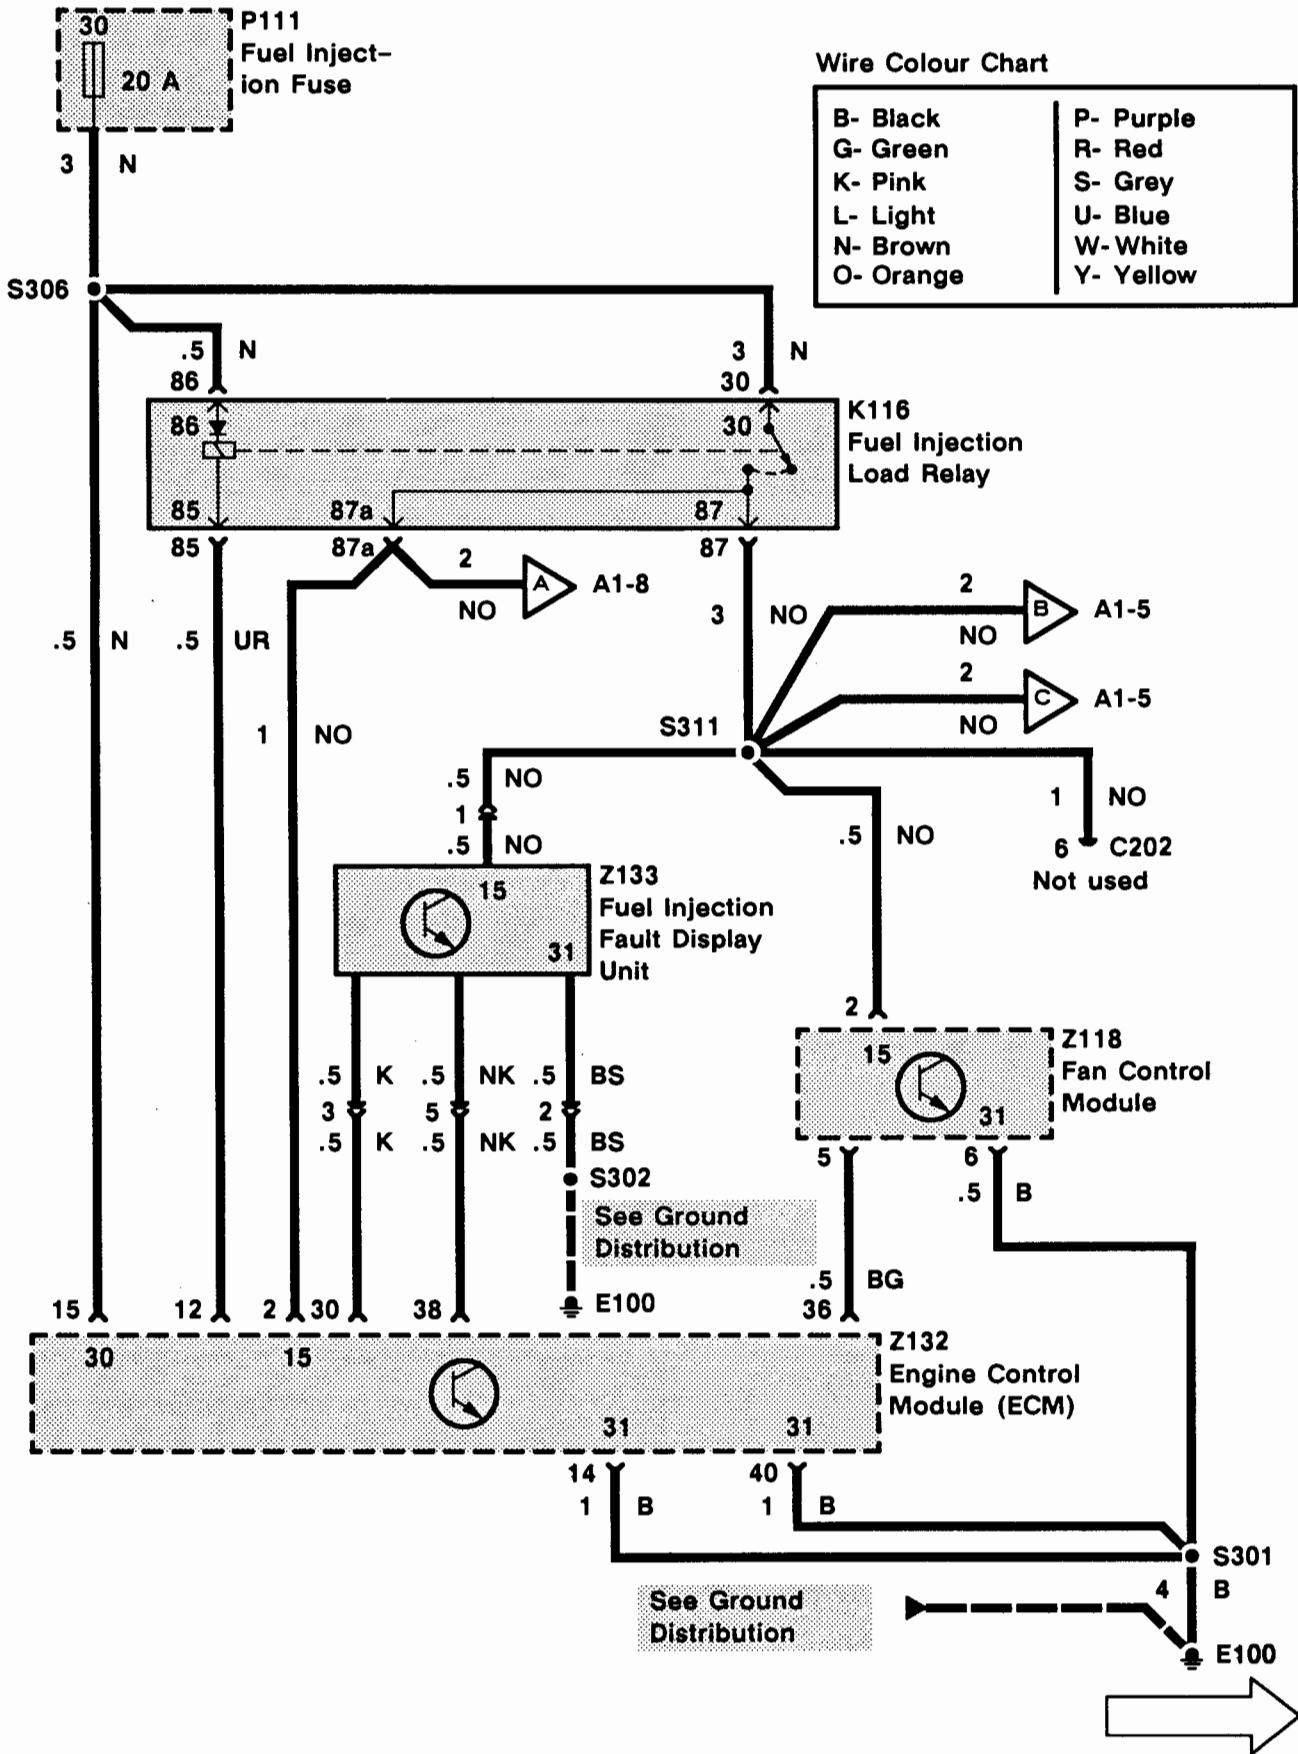 30
20 A
P111
Fuel Inject-
ion Fuse
3 N
Wire Colour Chart
B- Black
G- Green
K- Pink
L- Light
N- Brown
O- Orange
P- Purple
R- Red
S- Grey
U- Blue
W- White
Y- Yellow
S306
.5 N
3 N
86
30
86
30
K116
Fuel Injection
Load Relay
85
87a
87
85
87a
87
2
NO
A
A1-8
3 NO
2
NO
B
A1-5
2
NO
C
A1-5
.5 N
.5 UR
1 NO
S311
.5 NO
1
.5 NO
.5 NO
1 NO
6 C202
Not used
15
31
Z133
Fuel Injection
Fault Display
Unit
2
15
31
Z118
Fan Control
Module
.5 K
.5 NK
.5 BS
3
5
2
.5 K
.5 NK
.5 BS
S302
See Ground
Distribution
E100
5
6
.5 B
.5 BG
15
12
2
30
38
36
30
15
31
31
Z132
Engine Control
Module (ECM)
14
40
1 B
1 B
S301
4 B
See Ground
Distribution
E100